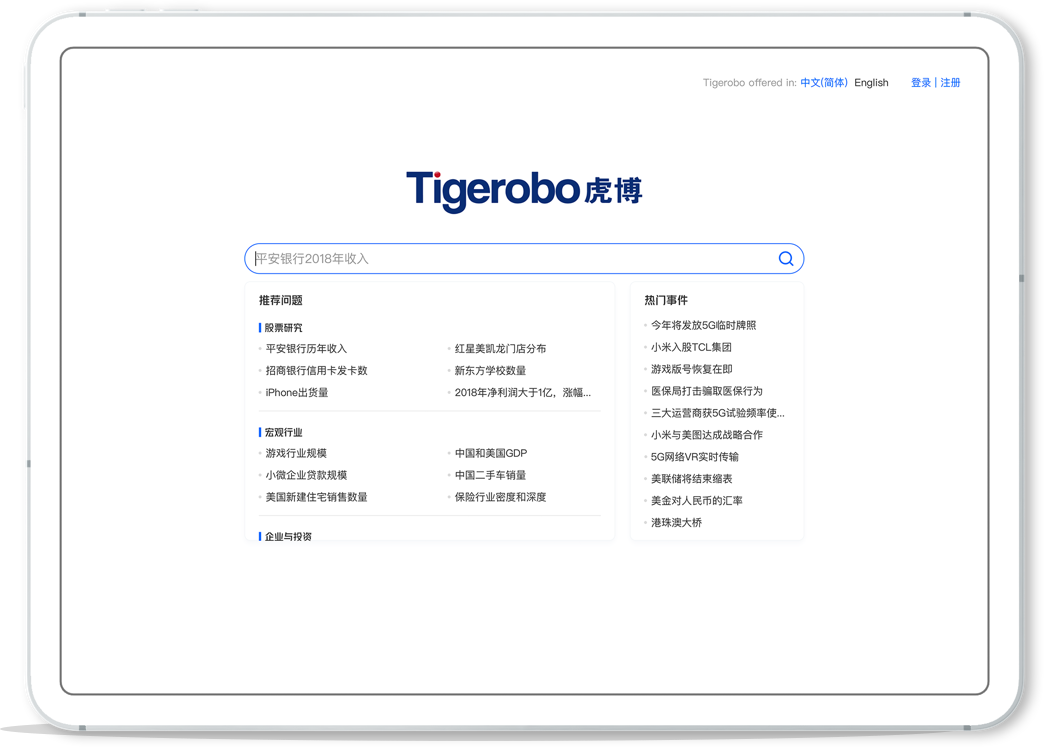 Tigerobo offered in: 中文(简体) English 登录 | 注册
Tigerobo虎博
平安银行2018年收入
推荐问题
股票研究
平安银行历年收入
红星美凯龙门店分布
招商银行信用卡发卡数
新东方学校数量
iPhone出货量
2018年净利润大于1亿，涨幅...
宏观行业
游戏行业规模
中国和美国GDP
小微企业贷款规模
中国二手车销量
美国新建住宅销售数量
保险行业密度和深度
企业与投资
热门事件
今年将发放5G临时牌照
小米入股TCL集团
游戏版号恢复在即
医保局打击骗取医保行为
三大运营商获5G试验频率使...
小米与美图达成战略合作
5G网络VR实时传输
美联储将结束缩表
美金对人民币的汇率
港珠澳大桥